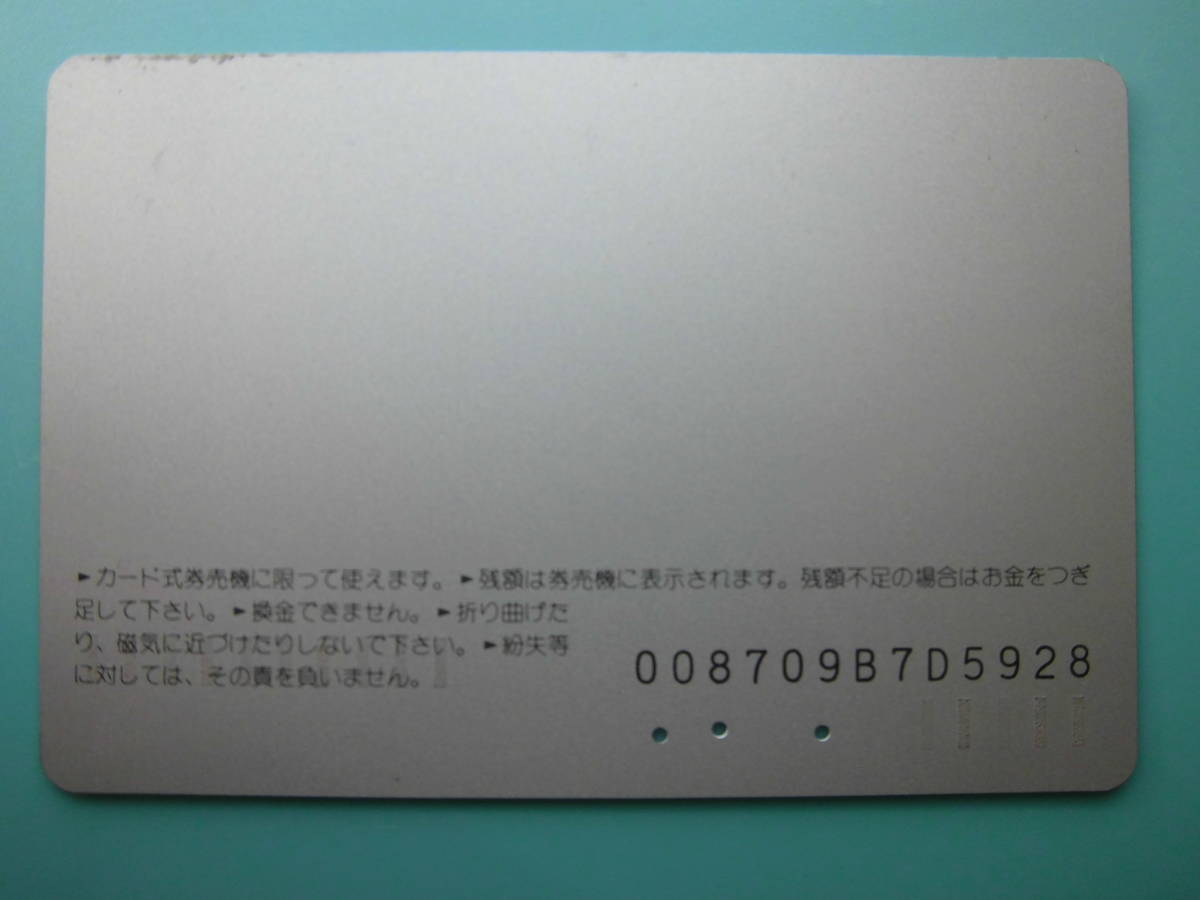 ►カード式券売機に限って使えます。►残額は券売機に表示されます。残額不足の場合はお金をつぎ
足して下さい。►換金できません。►折り曲げた
り、磁気に近づけたりしないで下さい。►紛失等
に対しては、その責を負いません。
008709B7D5928